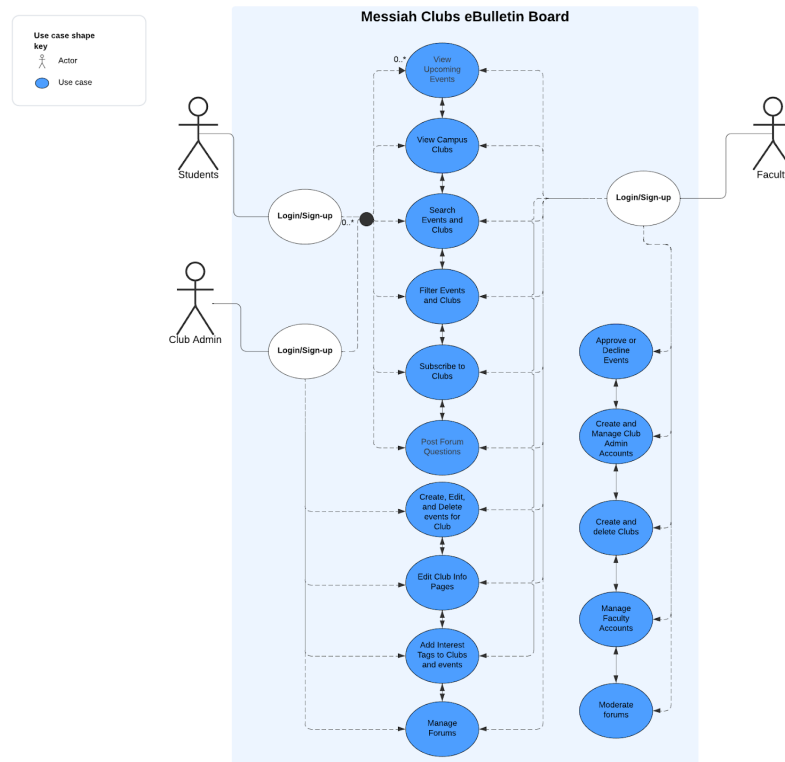 Messiah Clubs eBulletin Board
Use case shape
key
Actor
Use case
0..*
View
Upcoming
Events
Students
View Campus
Clubs
Facult
Login/Sign-up
0..*
Search
Events and
Clubs
Login/Sign-up
Club Admin
Filter Events
and Clubs
Login/Sign-up
Approve or
Decline
Events
Subscribe to
Clubs
Create and
Manage Club
Admin
Accounts
Post Forum
Questions
Create, Edit,
and Delete
events for
Club
Create and
delete Clubs
Edit Club Info
Pages
Manage
Faculty
Accounts
Add Interest
Tags to Clubs
and events
Moderate
forums
Manage
Forums